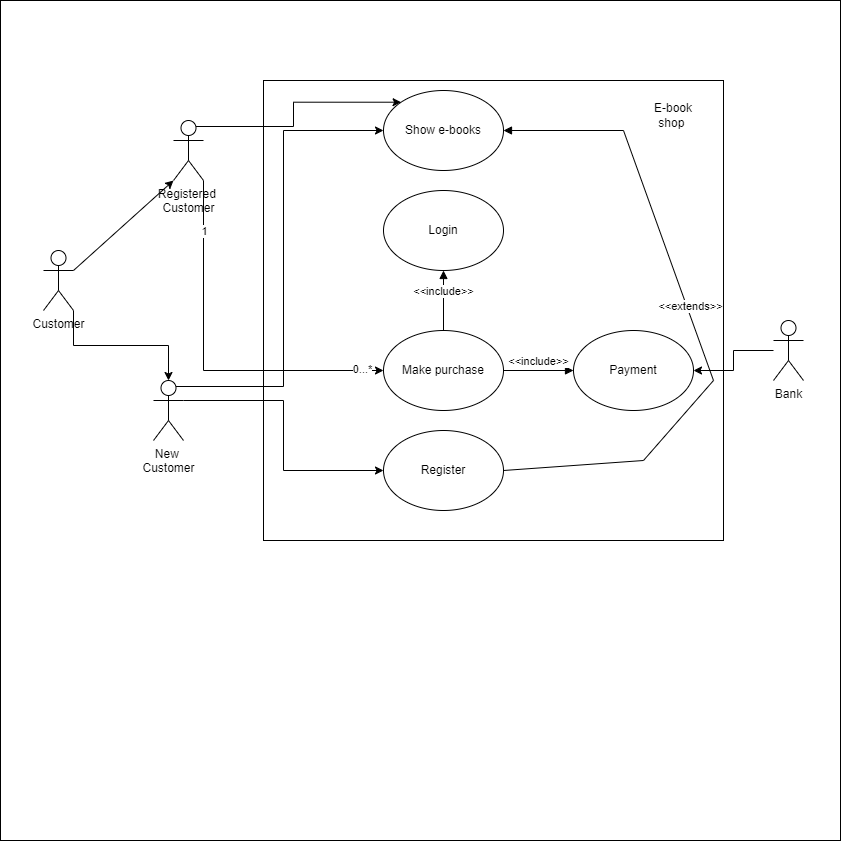 E-book
shop
Show e-books
Registered
Customer
1
Login
<<include>>
<<extends>>
Customer
0...*
Make purchase
<<include>>
Payment
Bank
New
Customer
Register